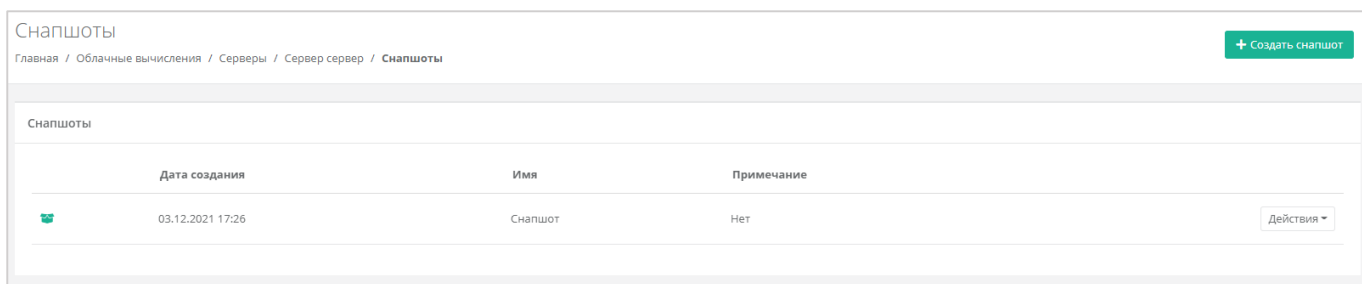 Снапшоты
+ Создать снапшот
Главная / Облачные вычисления / Серверы / Сервер сервер / Снапшоты
Снапшоты
Дата создания Имя Примечание
03.12.2021 17:26 Снапшот Нет Действия